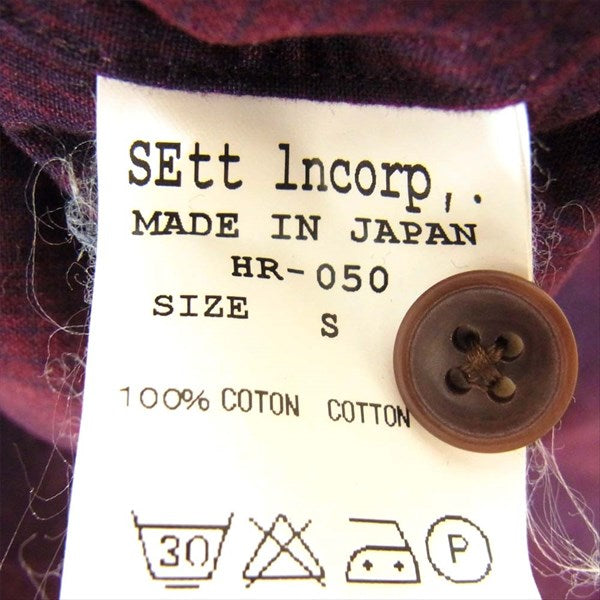 SEtt lncorp,.
MADE IN JAPAN
HR-050
SIZE S
100% COTON COTTON
30 P